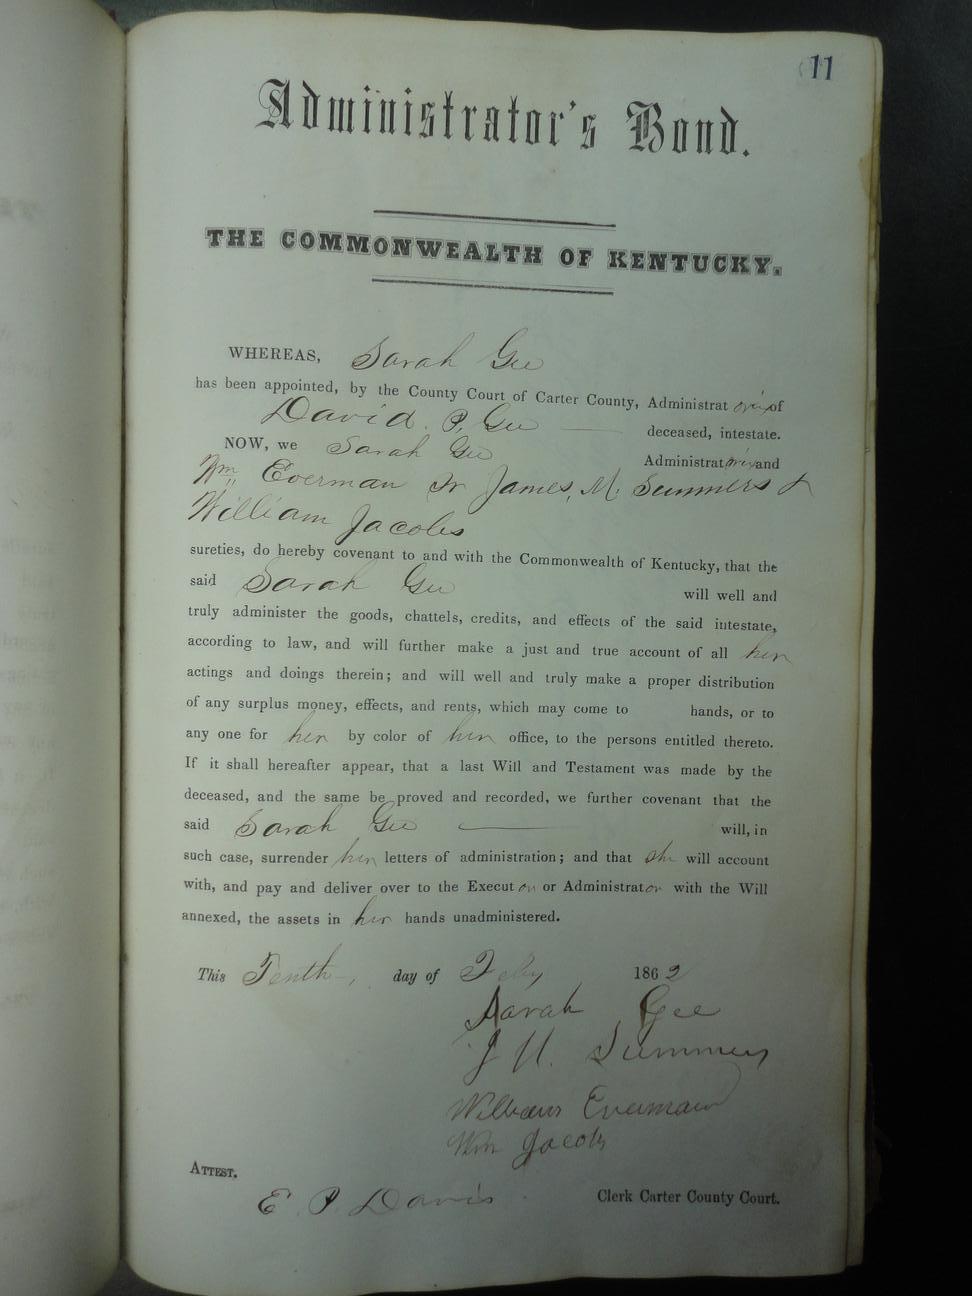 11
Administrator's Bond.
THE COMMONWEALTH OF KENTUCKY.
WHEREAS, Sarah Gee
has been appointed, by the County Court of Carter County, Administratrix of
David. P. Gee
deceased, intestate.
NOW, we Sarah Gee Administratrix and
Wm Everman Sr James. M. Summers &
William Jacobs
sureties, do hereby covenant to and with the Commonwealth of Kentucky, that the
said Sarah Gee will well and
truly administer the goods, chattels, credits, and effects of the said intestate,
according to law, and will further make a just and true account of all her
actings and doings therein; and will well and truly make a proper distribution
of any surplus money, effects, and rents, which may come to hands, or to
any one for her by color of her office, to the persons entitled thereto.
If it shall hereafter appear, that a last Will and Testament was made by the
deceased, and the same be proved and recorded, we further covenant that the
said Sarah Gee will, in
such case, surrender her letters of administration; and that she will account
with, and pay and deliver over to the Executor or Administrator with the Will
annexed, the assets in her hands unadministered.
This Tenth day of Feby 1862
Sarah Gee
J M. Summers
William Everman
Wm Jacobs
ATTEST.
E. P. Davis Clerk Carter County Court.